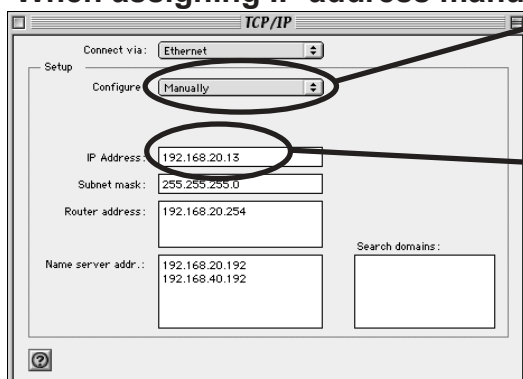 When assigning IP address manu
TCP/IP
Connect via: Ethernet
Setup
Configure Manually
IP Address: 192.168.20.13
Subnet mask: 255.255.255.0
Router address: 192.168.20.254
Search domains:
Name server addr.: 192.168.20.192
192.168.40.192
?